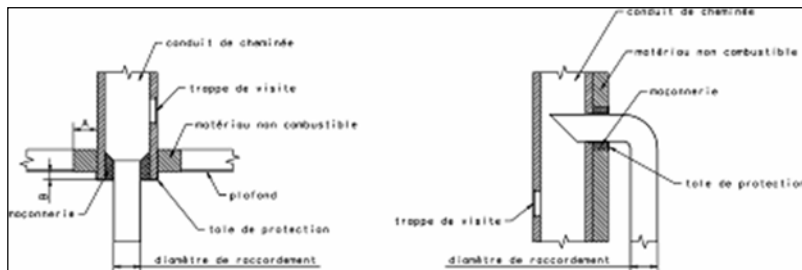 conduit de cheminée
trappe de visite
matériau non combustible
A
B
plafond
maçonnerie
tole de protection
diamètre de raccordement
conduit de cheminée
matériau non combustible
maçonnerie
tole de protection
trappe de visite
diamètre de raccordement